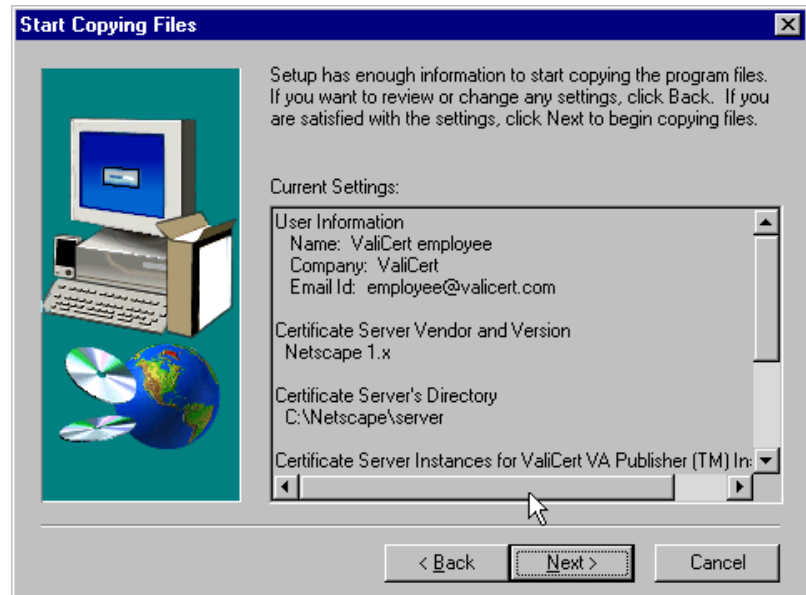 Start Copying Files
Setup has enough information to start copying the program files.
If you want to review or change any settings, click Back. If you
are satisfied with the settings, click Next to begin copying files.
Current Settings:
User Information
Name: ValiCert employee
Company: ValiCert
Email Id: employee@valicert.com
Certificate Server Vendor and Version
Netscape 1.x
Certificate Server's Directory
C:\Netscape\server
Certificate Server Instances for ValiCert VA Publisher (TM) In
< Back
Next >
Cancel